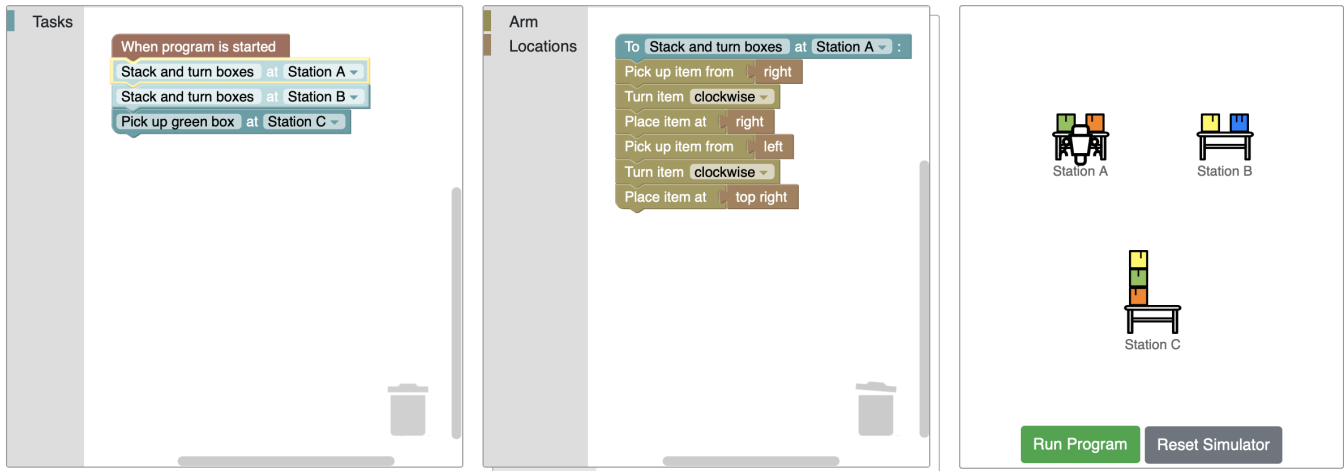 Tasks
When program is started
Stack and turn boxes at Station A
Stack and turn boxes at Station B
Pick up green box at Station C
Arm
Locations
To Stack and turn boxes at Station A :
Pick up item from right
Turn item clockwise
Place item at right
Pick up item from left
Turn item clockwise
Place item at top right
Station A
Station B
Station C
Run Program
Reset Simulator